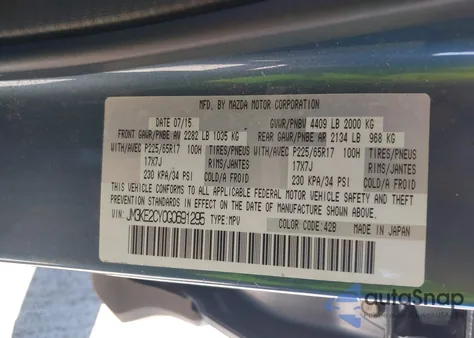 MFD. BY MAZDA MOTOR CORPORATION
DATE 07/15 GVWR/PNBV 4409 LB 2000 KG
FRONT GAWR/PNBE AV 2282 LB 1035 KG REAR GAWR/PNBE AR 2134 LB 968 KG
WITH/AVEC P225/65R17 100H TIRES/PNEUS WITH/AVEC P225/65R17 100H TIRES/PNEUS
17X7J RIMS/JANTES 17X7J RIMS/JANTES
230 KPA/34 PSI COLD/A FROID 230 KPA/34 PSI COLD/A FROID
THIS VEHICLE CONFORMS TO ALL APPLICABLE FEDERAL MOTOR VEHICLE SAFETY, BUMPER, AND THEFT
PREVENTION STANDARDS IN EFFECT ON THE DATE OF MANUFACTURE SHOWN ABOVE.
VIN: JM3KE2CY0G0691295 TYPE: MPV
COLOR CODE: 42B MADE IN JAPAN
autoSnap